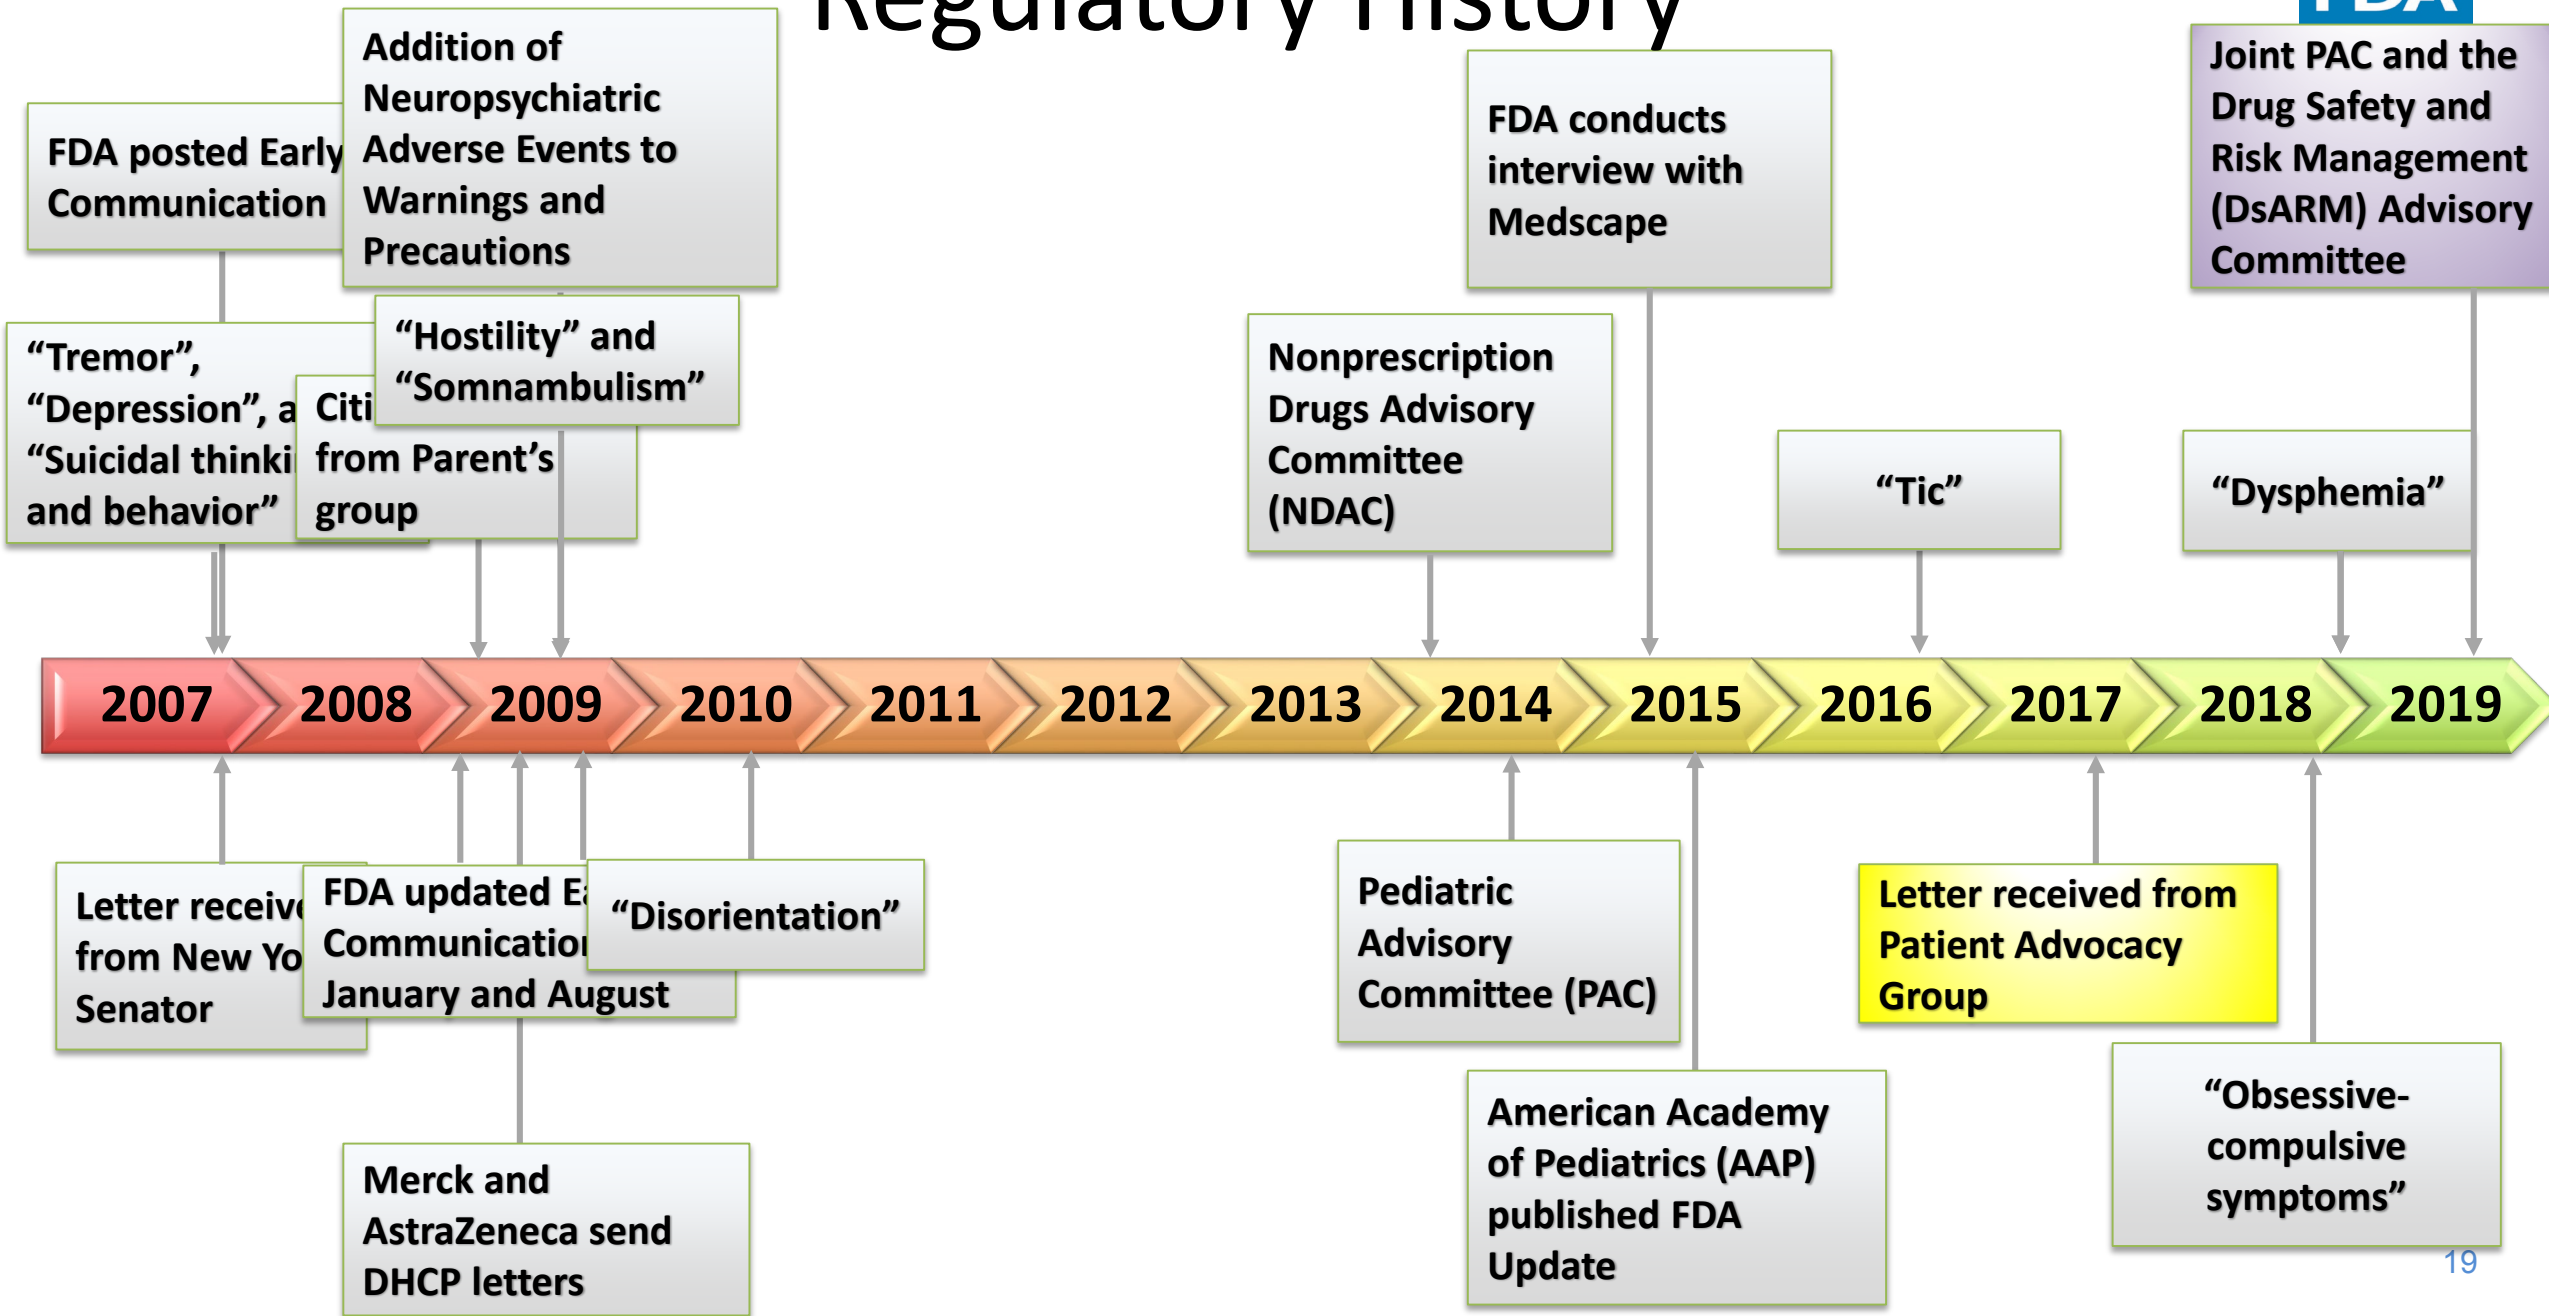 Regulatory History
FDA
Addition of
Neuropsychiatric
Adverse Events to
Warnings and
Precautions
FDA posted Early
Communication
“Hostility” and
“Somnambulism”
“Tremor”,
“Depression”, a
“Suicidal thinki
and behavior”
Citi
from Parent’s
group
FDA conducts
interview with
Medscape
Nonprescription
Drugs Advisory
Committee
(NDAC)
“Tic”
Joint PAC and the
Drug Safety and
Risk Management
(DsARM) Advisory
Committee
“Dysphemia”
2007 2008 2009 2010 2011 2012 2013 2014 2015 2016 2017 2018 2019
Letter receive
from New Yo
Senator
FDA updated Ea
Communication
January and August
“Disorientation”
Merck and
AstraZeneca send
DHCP letters
Pediatric
Advisory
Committee (PAC)
American Academy
of Pediatrics (AAP)
published FDA
Update
Letter received from
Patient Advocacy
Group
“Obsessive-
compulsive
symptoms”
19